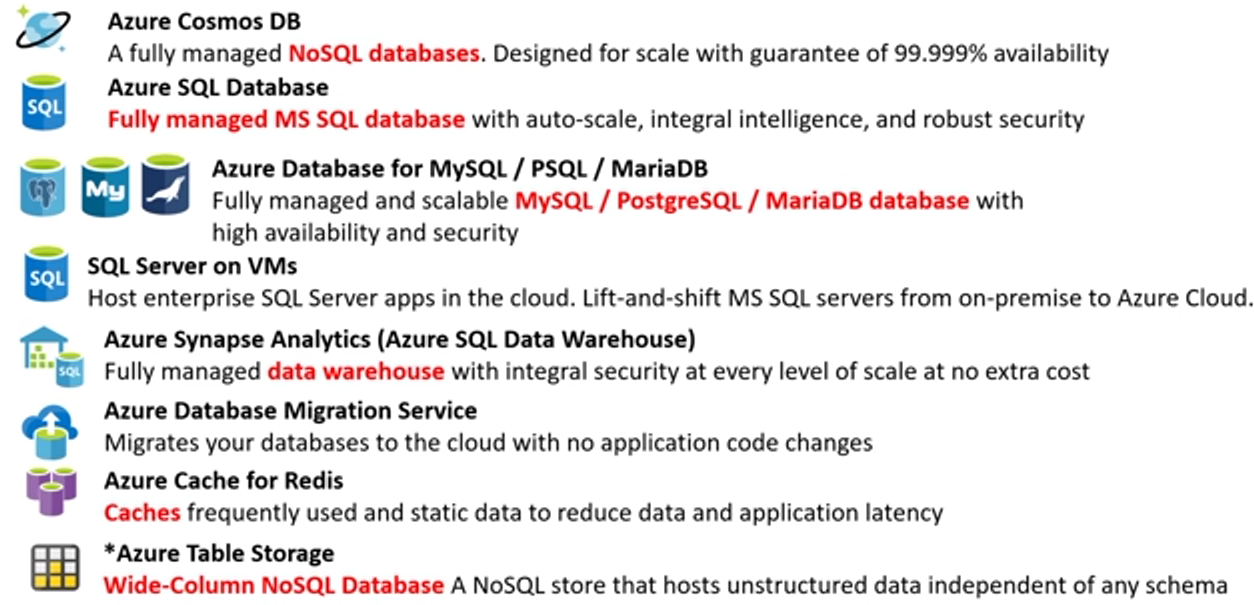 Azure Cosmos DB
A fully managed NoSQL databases. Designed for scale with guarantee of 99.999% availability
SQL
Azure SQL Database
Fully managed MS SQL database with auto-scale, integral intelligence, and robust security
My
Azure Database for MySQL / PSQL / MariaDB
Fully managed and scalable MySQL / PostgreSQL / MariaDB database with
high availability and security
SQL
SQL Server on VMs
Host enterprise SQL Server apps in the cloud. Lift-and-shift MS SQL servers from on-premise to Azure Cloud.
SQL
Azure Synapse Analytics (Azure SQL Data Warehouse)
Fully managed data warehouse with integral security at every level of scale at no extra cost
Azure Database Migration Service
Migrates your databases to the cloud with no application code changes
Azure Cache for Redis
Caches frequently used and static data to reduce data and application latency
*Azure Table Storage
Wide-Column NoSQL Database A NoSQL store that hosts unstructured data independent of any schema